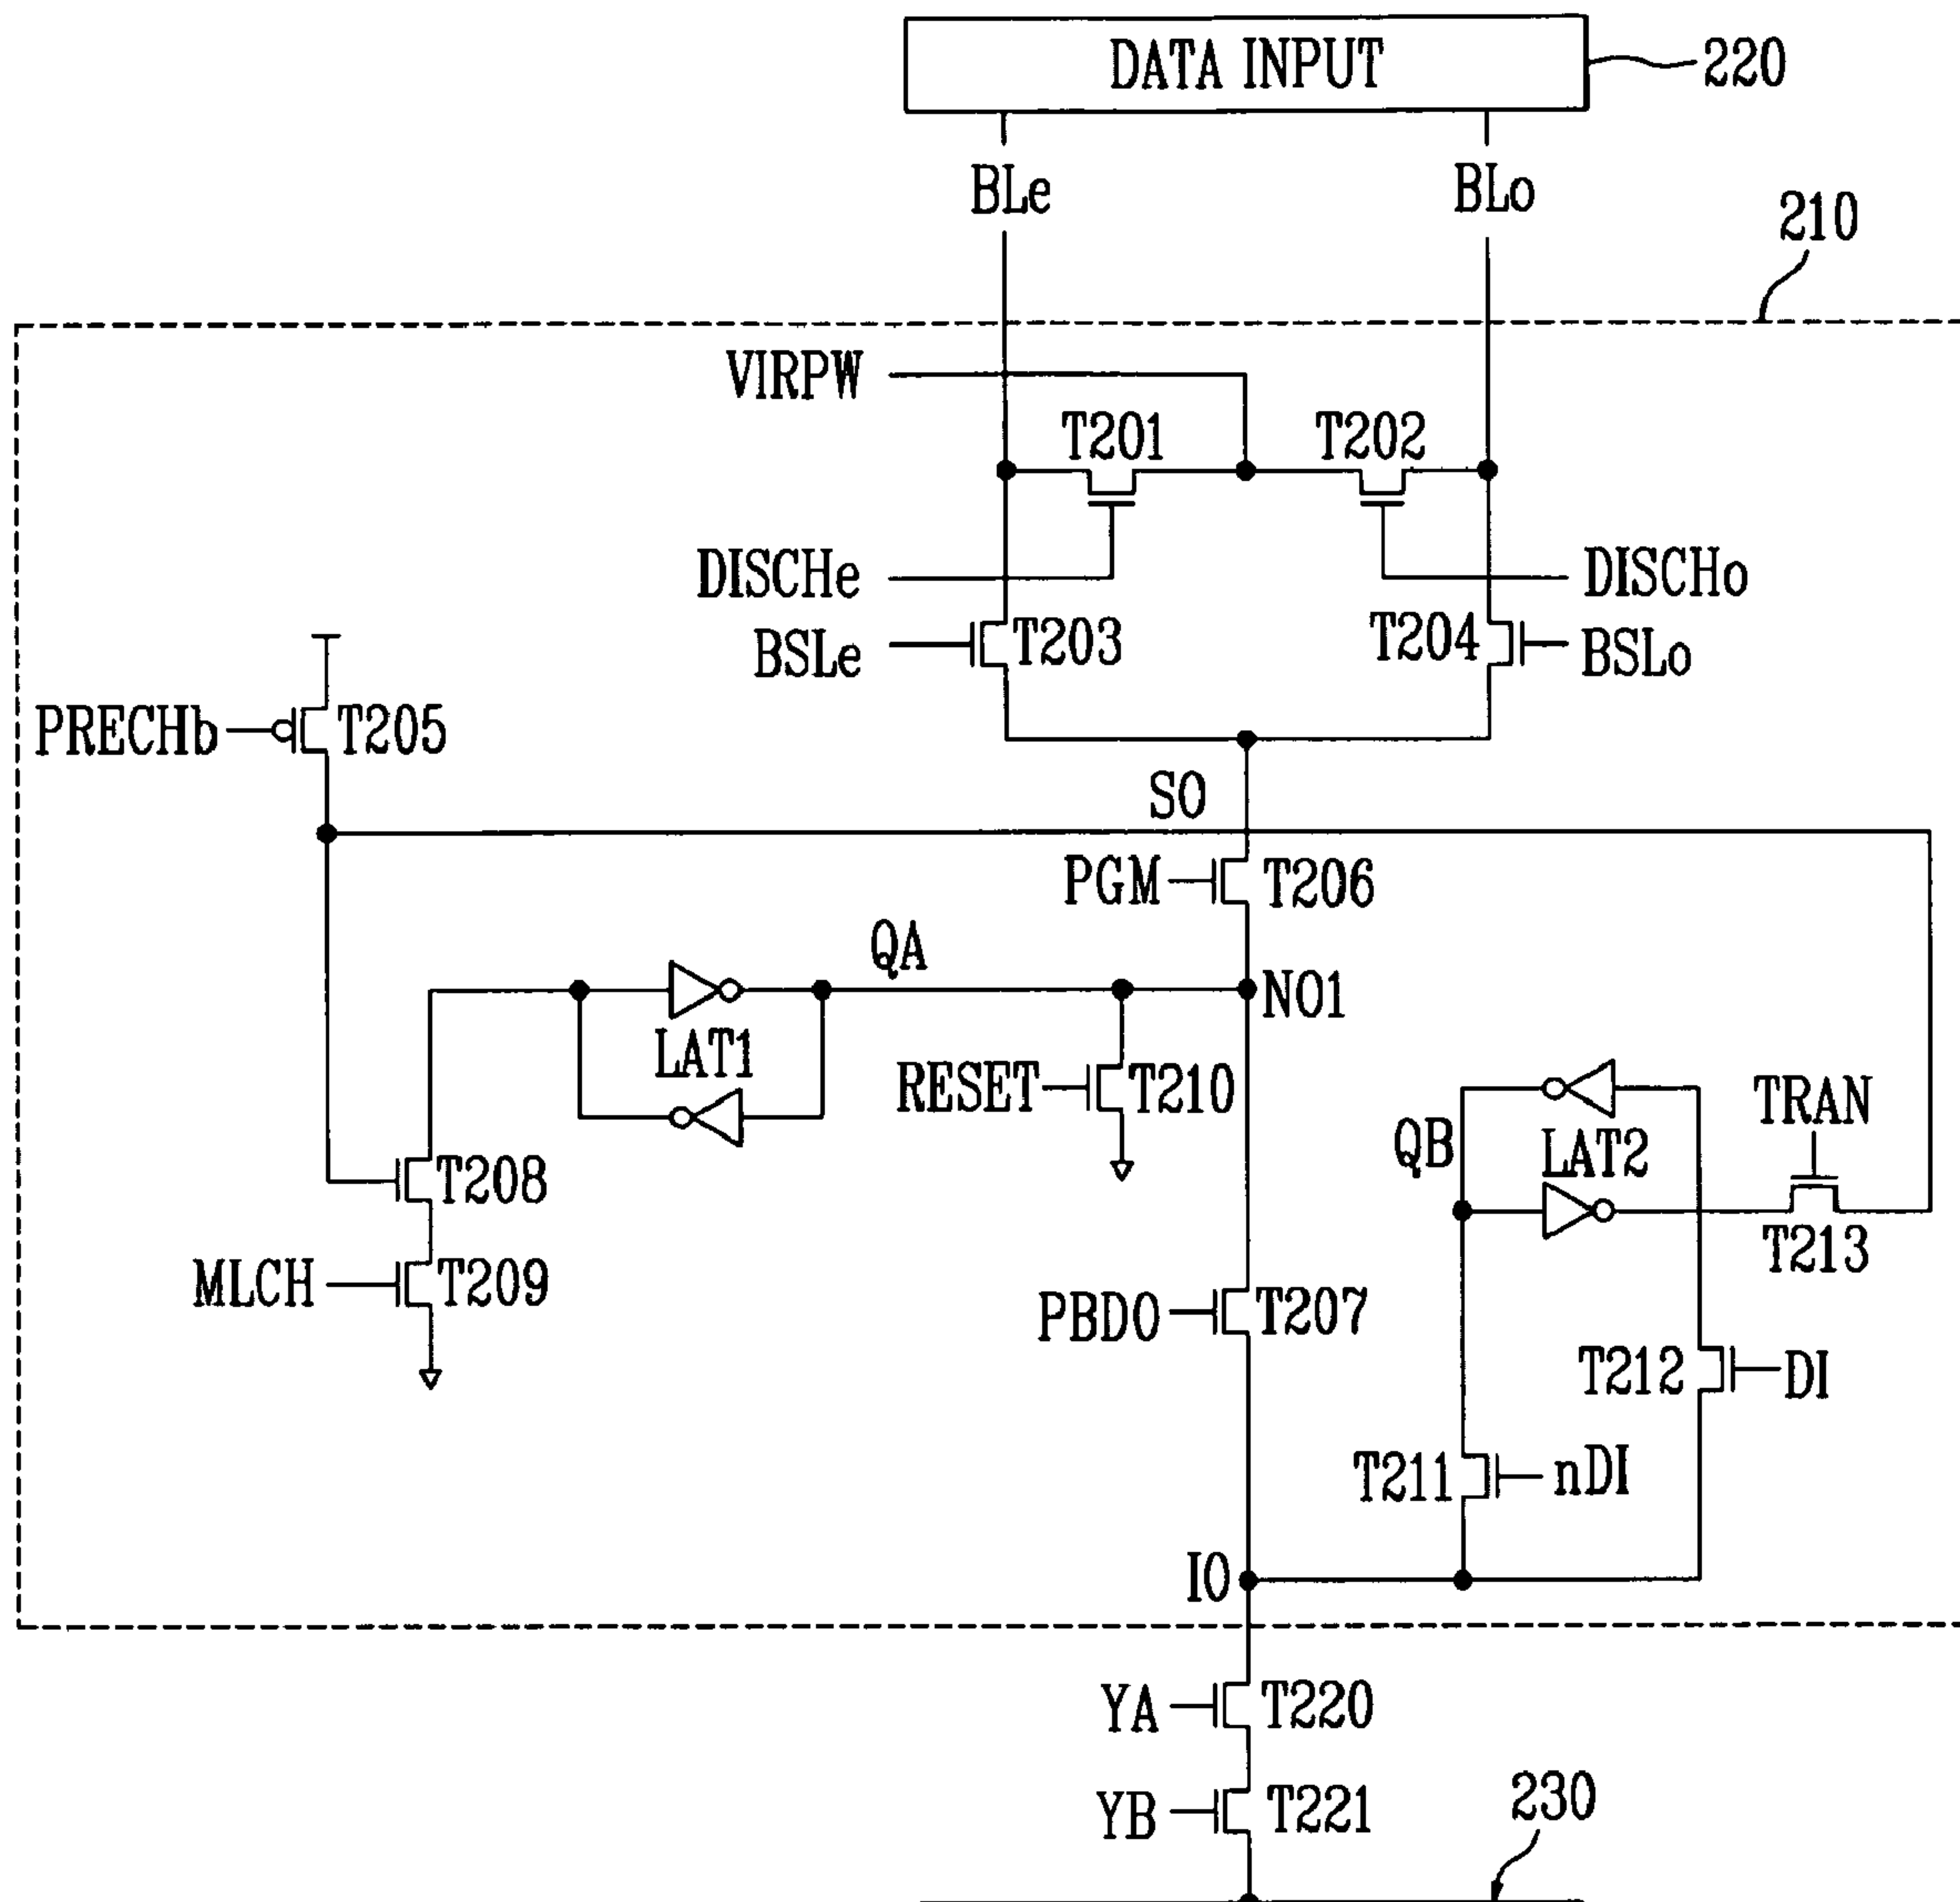 DATA INPUT
220
BLe
BLo
210
VIRPW
T201
T202
DISCHe
DISCHo
BSLe
T203
T204
BSLo
PRECHb
T205
SO
PGM
T206
QA
NO1
LAT1
RESET
T210
TRAN
QB
LAT2
T208
T213
MLCH
T209
PBDO
T207
T212
DI
T211
nDI
IO
YA
T220
YB
T221
230